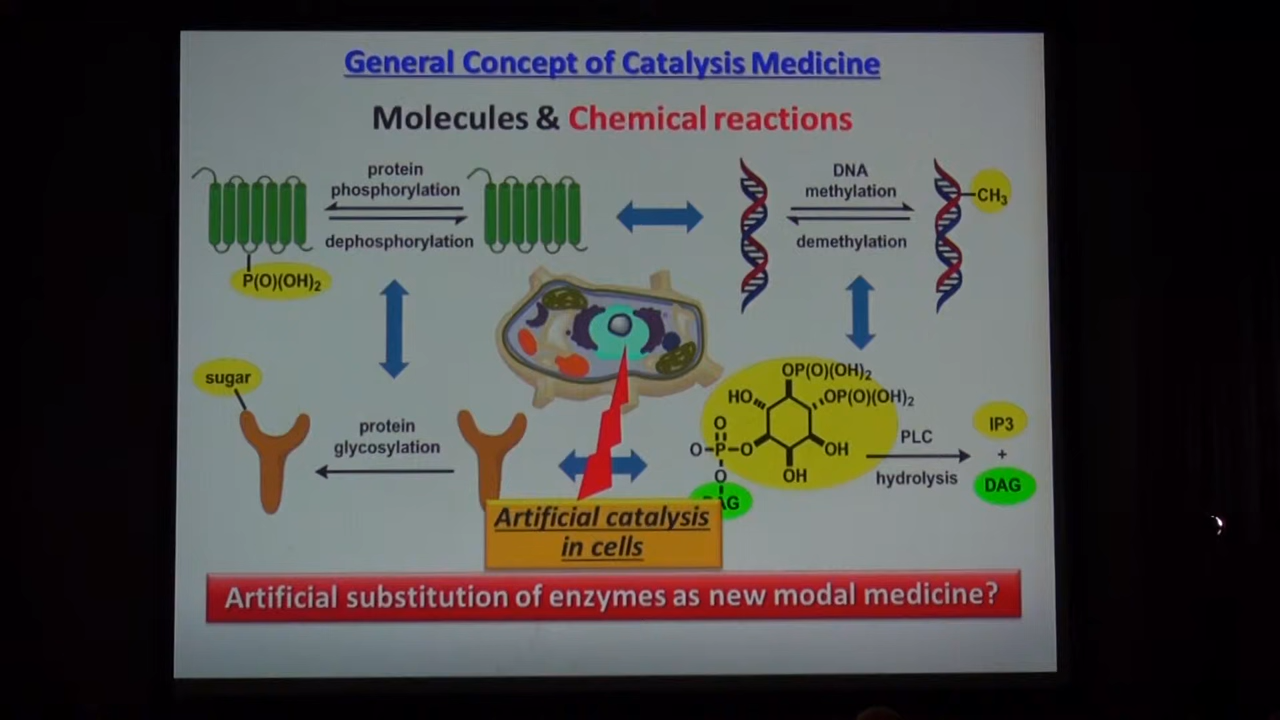 General Concept of Catalysis Medicine
Molecules & Chemical reactions
protein
phosphorylation
dephosphorylation
P(O)(OH)₂
DNA
methylation
demethylation
CH₃
sugar
protein
glycosylation
OP(O)(OH)₂
HO
OP(O)(OH)₂
O
O-P-O
OH
O
OH
AG
PLC
hydrolysis
IP3
+
DAG
Artificial catalysis
in cells
Artificial substitution of enzymes as new modal medicine?